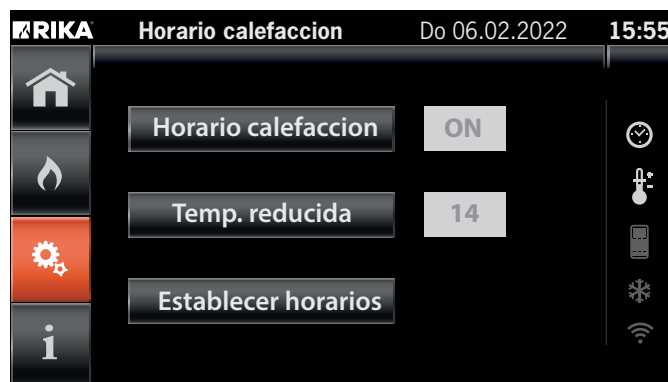 RIKA Horario calefaccion Do 06.02.2022 15:55
Horario calefaccion ON
Temp. reducida 14
Establecer horarios
i